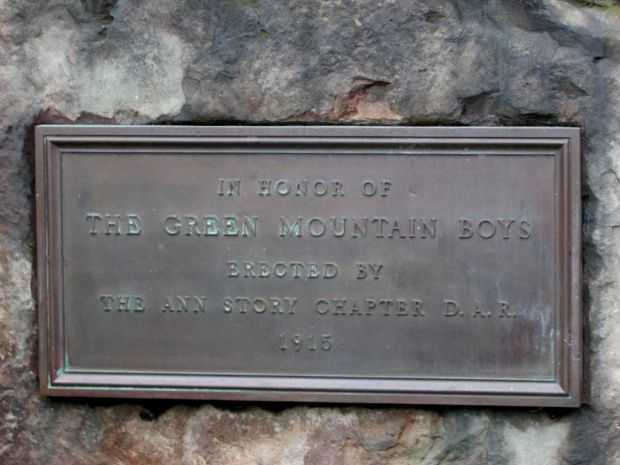 IN HONOR OF
THE GREEN MOUNTAIN BOYS
ERECTED BY
THE ANN STORY CHAPTER D.A.R.
1915